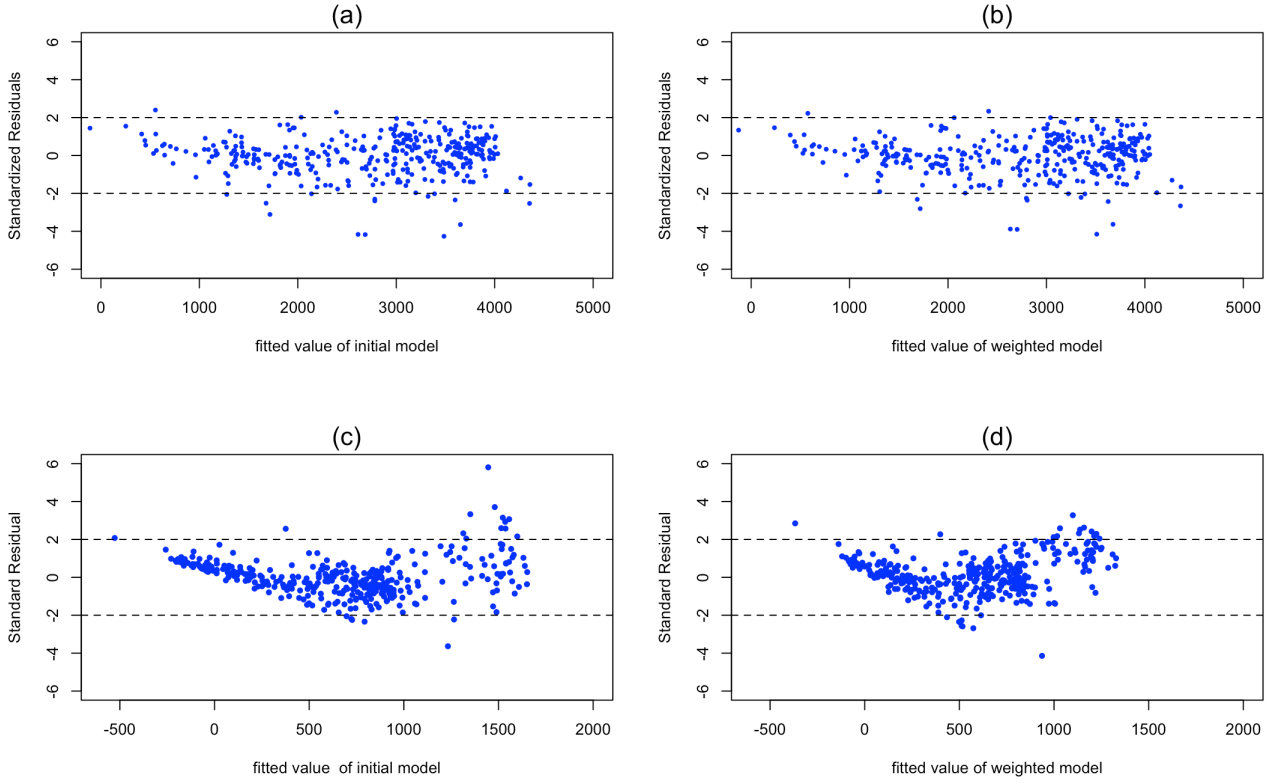 (a)
Standardized Residuals
6
4
2
0
-2
-4
-6
0 1000 2000 3000 4000 5000
fitted value of initial model
(b)
Standardized Residuals
6
4
2
0
-2
-4
-6
0 1000 2000 3000 4000 5000
fitted value of weighted model
(c)
Standard Residual
6
4
2
0
-2
-4
-6
-500 0 500 1000 1500 2000
fitted value of initial model
(d)
Standard Residual
6
4
2
0
-2
-4
-6
-500 0 500 1000 1500 2000
fitted value of weighted model